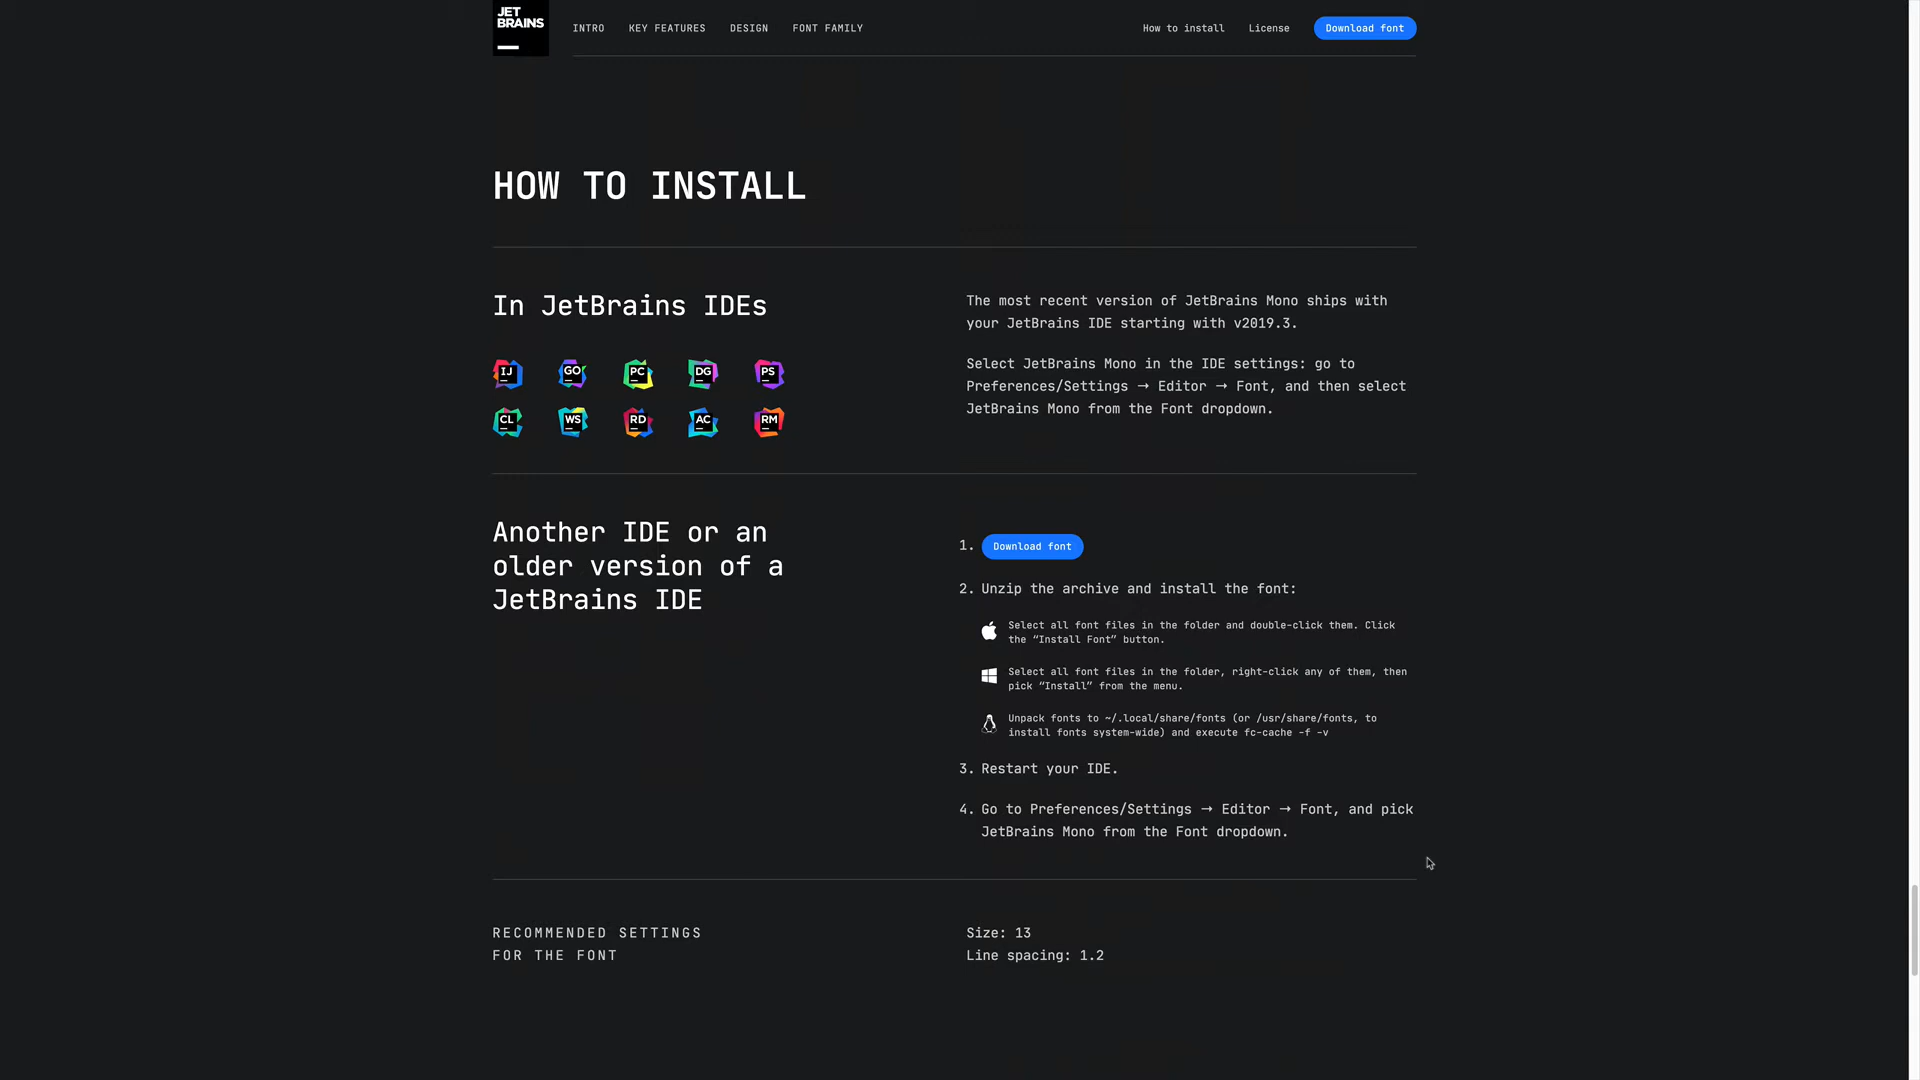 JET
BRAINS
INTRO
KEY FEATURES
DESIGN
FONT FAMILY
How to install
License
Download font
HOW TO INSTALL
In JetBrains IDEs
IJ
GO
PC
DG
PS
CL
WS
RD
AC
RM
The most recent version of JetBrains Mono ships with
your JetBrains IDE starting with v2019.3.
Select JetBrains Mono in the IDE settings: go to
Preferences/Settings → Editor → Font, and then select
JetBrains Mono from the Font dropdown.
Another IDE or an
older version of a
JetBrains IDE
1. Download font
2. Unzip the archive and install the font:
Select all font files in the folder and double-click them. Click
the “Install Font” button.
Select all font files in the folder, right-click any of them, then
pick “Install” from the menu.
Unpack fonts to ~/.local/share/fonts (or /usr/share/fonts, to
install fonts system-wide) and execute fc-cache -f -v
3. Restart your IDE.
4. Go to Preferences/Settings → Editor → Font, and pick
JetBrains Mono from the Font dropdown.
RECOMMENDED SETTINGS
FOR THE FONT
Size: 13
Line spacing: 1.2